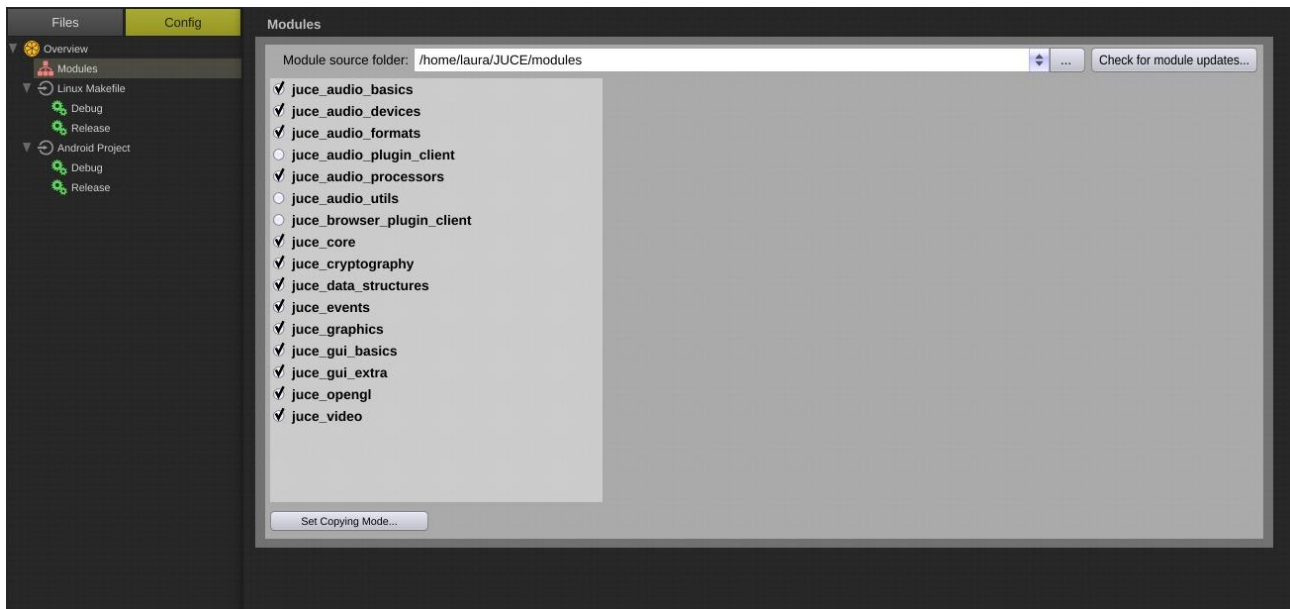 Files Config
Overview
Modules
Linux Makefile
Debug
Release
Android Project
Debug
Release
Modules
Module source folder: /home/laura/JUCE/modules ... Check for module updates...
juce_audio_basics
juce_audio_devices
juce_audio_formats
juce_audio_plugin_client
juce_audio_processors
juce_audio_utils
juce_browser_plugin_client
juce_core
juce_cryptography
juce_data_structures
juce_events
juce_graphics
juce_gui_basics
juce_gui_extra
juce_opengl
juce_video
Set Copying Mode...